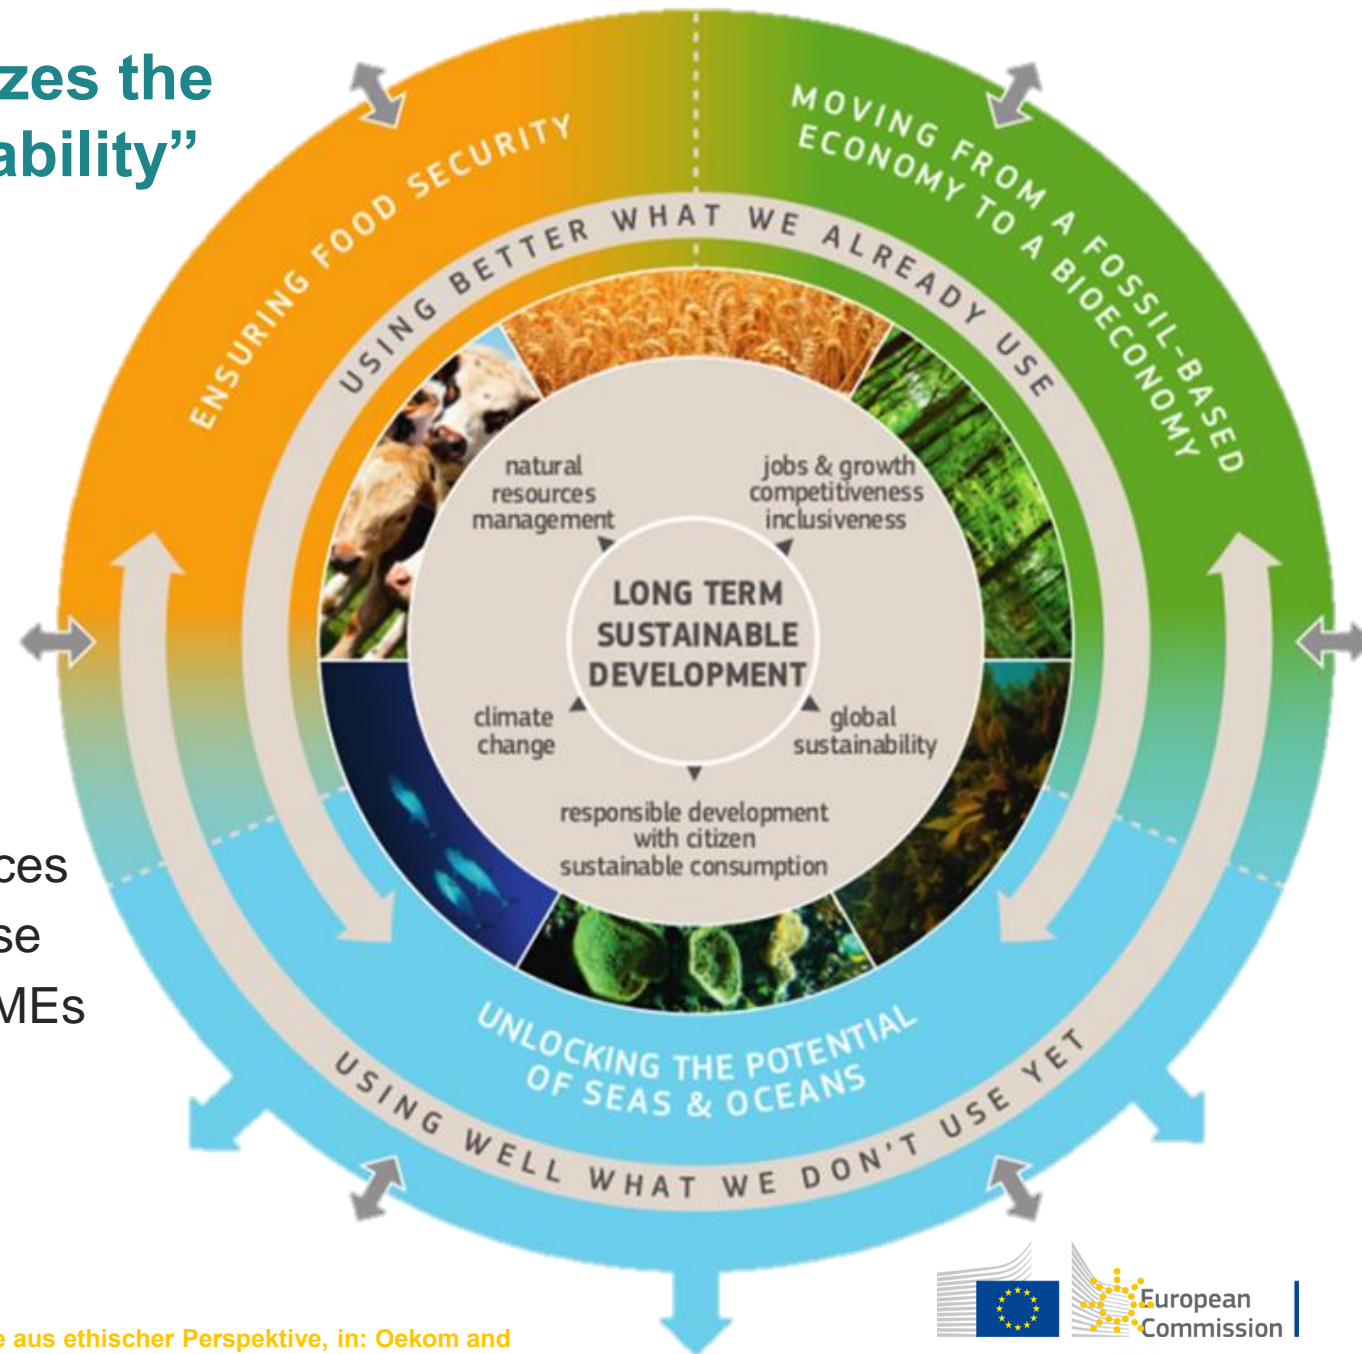 zes the
ability”
ENSURING FOOD SECURITY
MOVING FROM A FOSSIL-BASED
ECONOMY TO A BIOECONOMY
USING BETTER WHAT WE ALREADY USE
natural
resources
management
jobs & growth
competitiveness
inclusiveness
LONG TERM
SUSTAINABLE
DEVELOPMENT
climate
change
global
sustainability
responsible development
with citizen
sustainable consumption
ces
se
MEs
UNLOCKING THE POTENTIAL
OF SEAS & OCEANS
USING WELL WHAT WE DON'T USE YET
European
Commission
e aus ethischer Perspektive, in: Oekom and